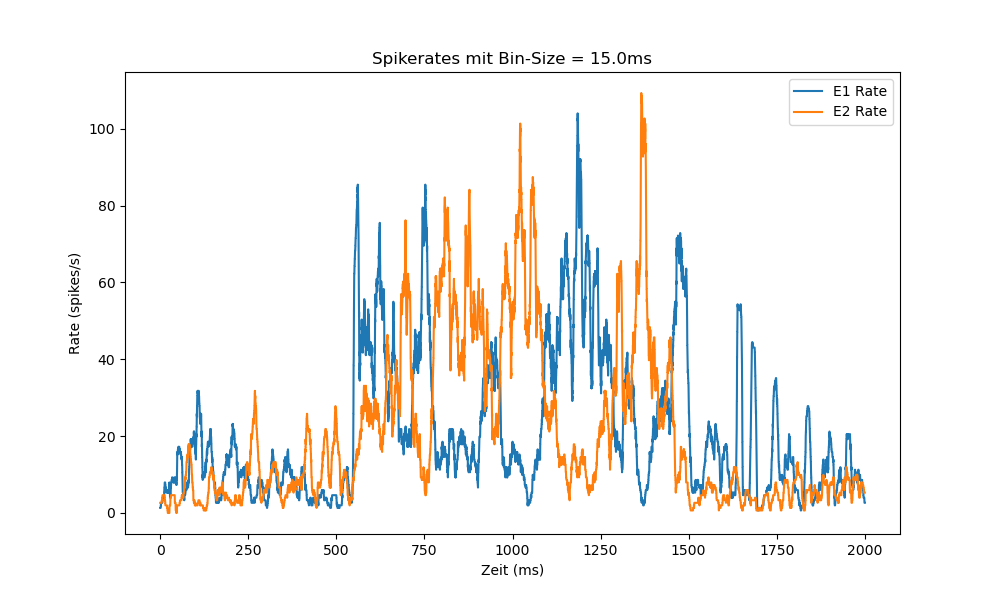 Spikerates mit Bin-Size = 15.0ms
E1 Rate
E2 Rate
100
80
60
40
20
0
Rate (spikes/s)
0 250 500 750 1000 1250 1500 1750 2000
Zeit (ms)